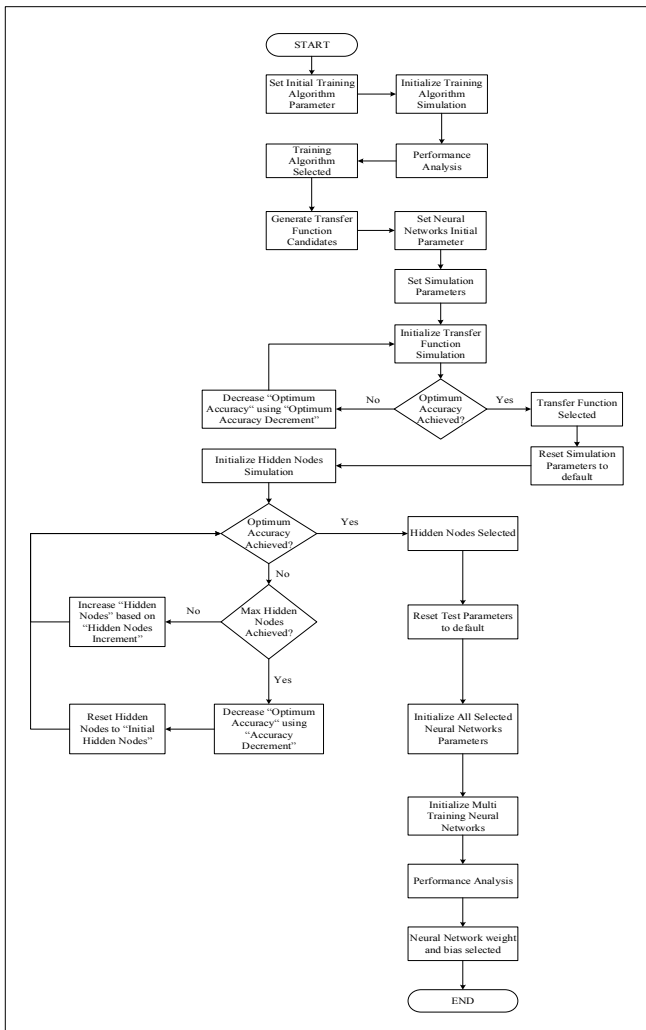 START
Set Initial Training
Algorithm
Parameter
Initialize Training
Algorithm
Simulation
Training
Algorithm
Selected
Performance
Analysis
Generate Transfer
Function
Candidates
Set Neural
Networks Initial
Parameter
Set Simulation
Parameters
Initialize Transfer
Function
Simulation
Decrease “Optimum
Accuracy“ using “Optimum
Accuracy Decrement”
No
Optimum
Accuracy
Achieved?
Yes
Transfer Function
Selected
Reset Simulation
Parameters to
default
Initialize Hidden Nodes
Simulation
Optimum
Accuracy
Achieved?
Yes
Hidden Nodes Selected
No
Increase “Hidden
Nodes” based on
“Hidden Nodes
Increment”
No
Max Hidden
Nodes
Achieved?
Reset Test Parameters
to default
Yes
Reset Hidden
Nodes to “Initial
Hidden Nodes”
Decrease “Optimum
Accuracy“ using
“Accuracy
Decrement”
Initialize All Selected
Neural Networks
Parameters
Initialize Multi
Training Neural
Networks
Performance Analysis
Neural Network weight
and bias selected
END